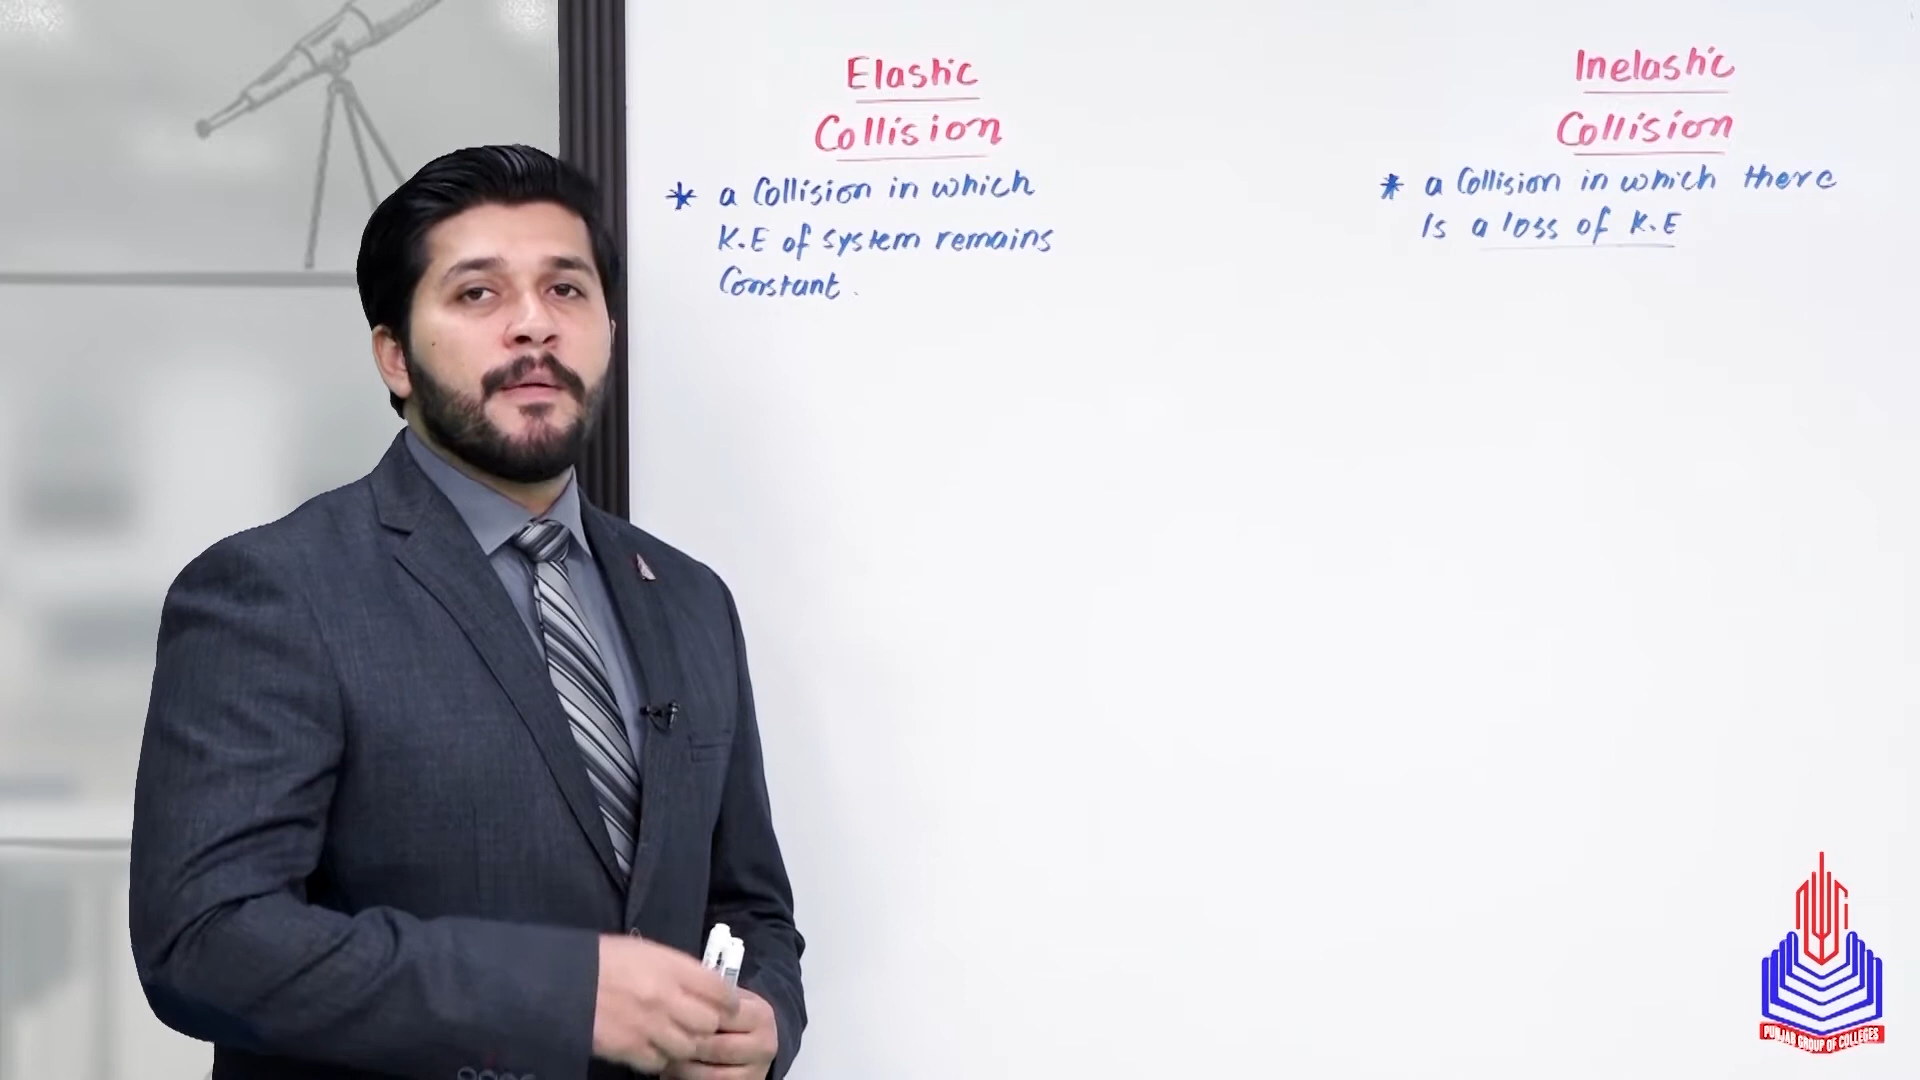 Elastic
Collision
* a Collision in which
K.E of system remains
Constant.
Inelastic
Collision
* a Collision in which there
Is a loss of K.E
PUNJAB GROUP OF COLLEGES